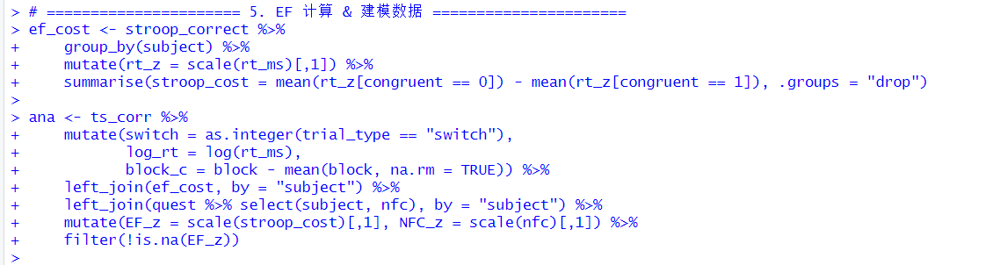 > # ====================== 5. EF 计算 & 建模数据 ======================
> ef_cost <- stroop_correct %>%
+     group_by(subject) %>%
+     mutate(rt_z = scale(rt_ms)[,1]) %>%
+     summarise(stroop_cost = mean(rt_z[congruent == 0]) - mean(rt_z[congruent == 1]), .groups = "drop")
>
> ana <- ts_corr %>%
+     mutate(switch = as.integer(trial_type == "switch"),
+            log_rt = log(rt_ms),
+            block_c = block - mean(block, na.rm = TRUE)) %>%
+     left_join(ef_cost, by = "subject") %>%
+     left_join(quest %>% select(subject, nfc), by = "subject") %>%
+     mutate(EF_z = scale(stroop_cost)[,1], NFC_z = scale(nfc)[,1]) %>%
+     filter(!is.na(EF_z))
>